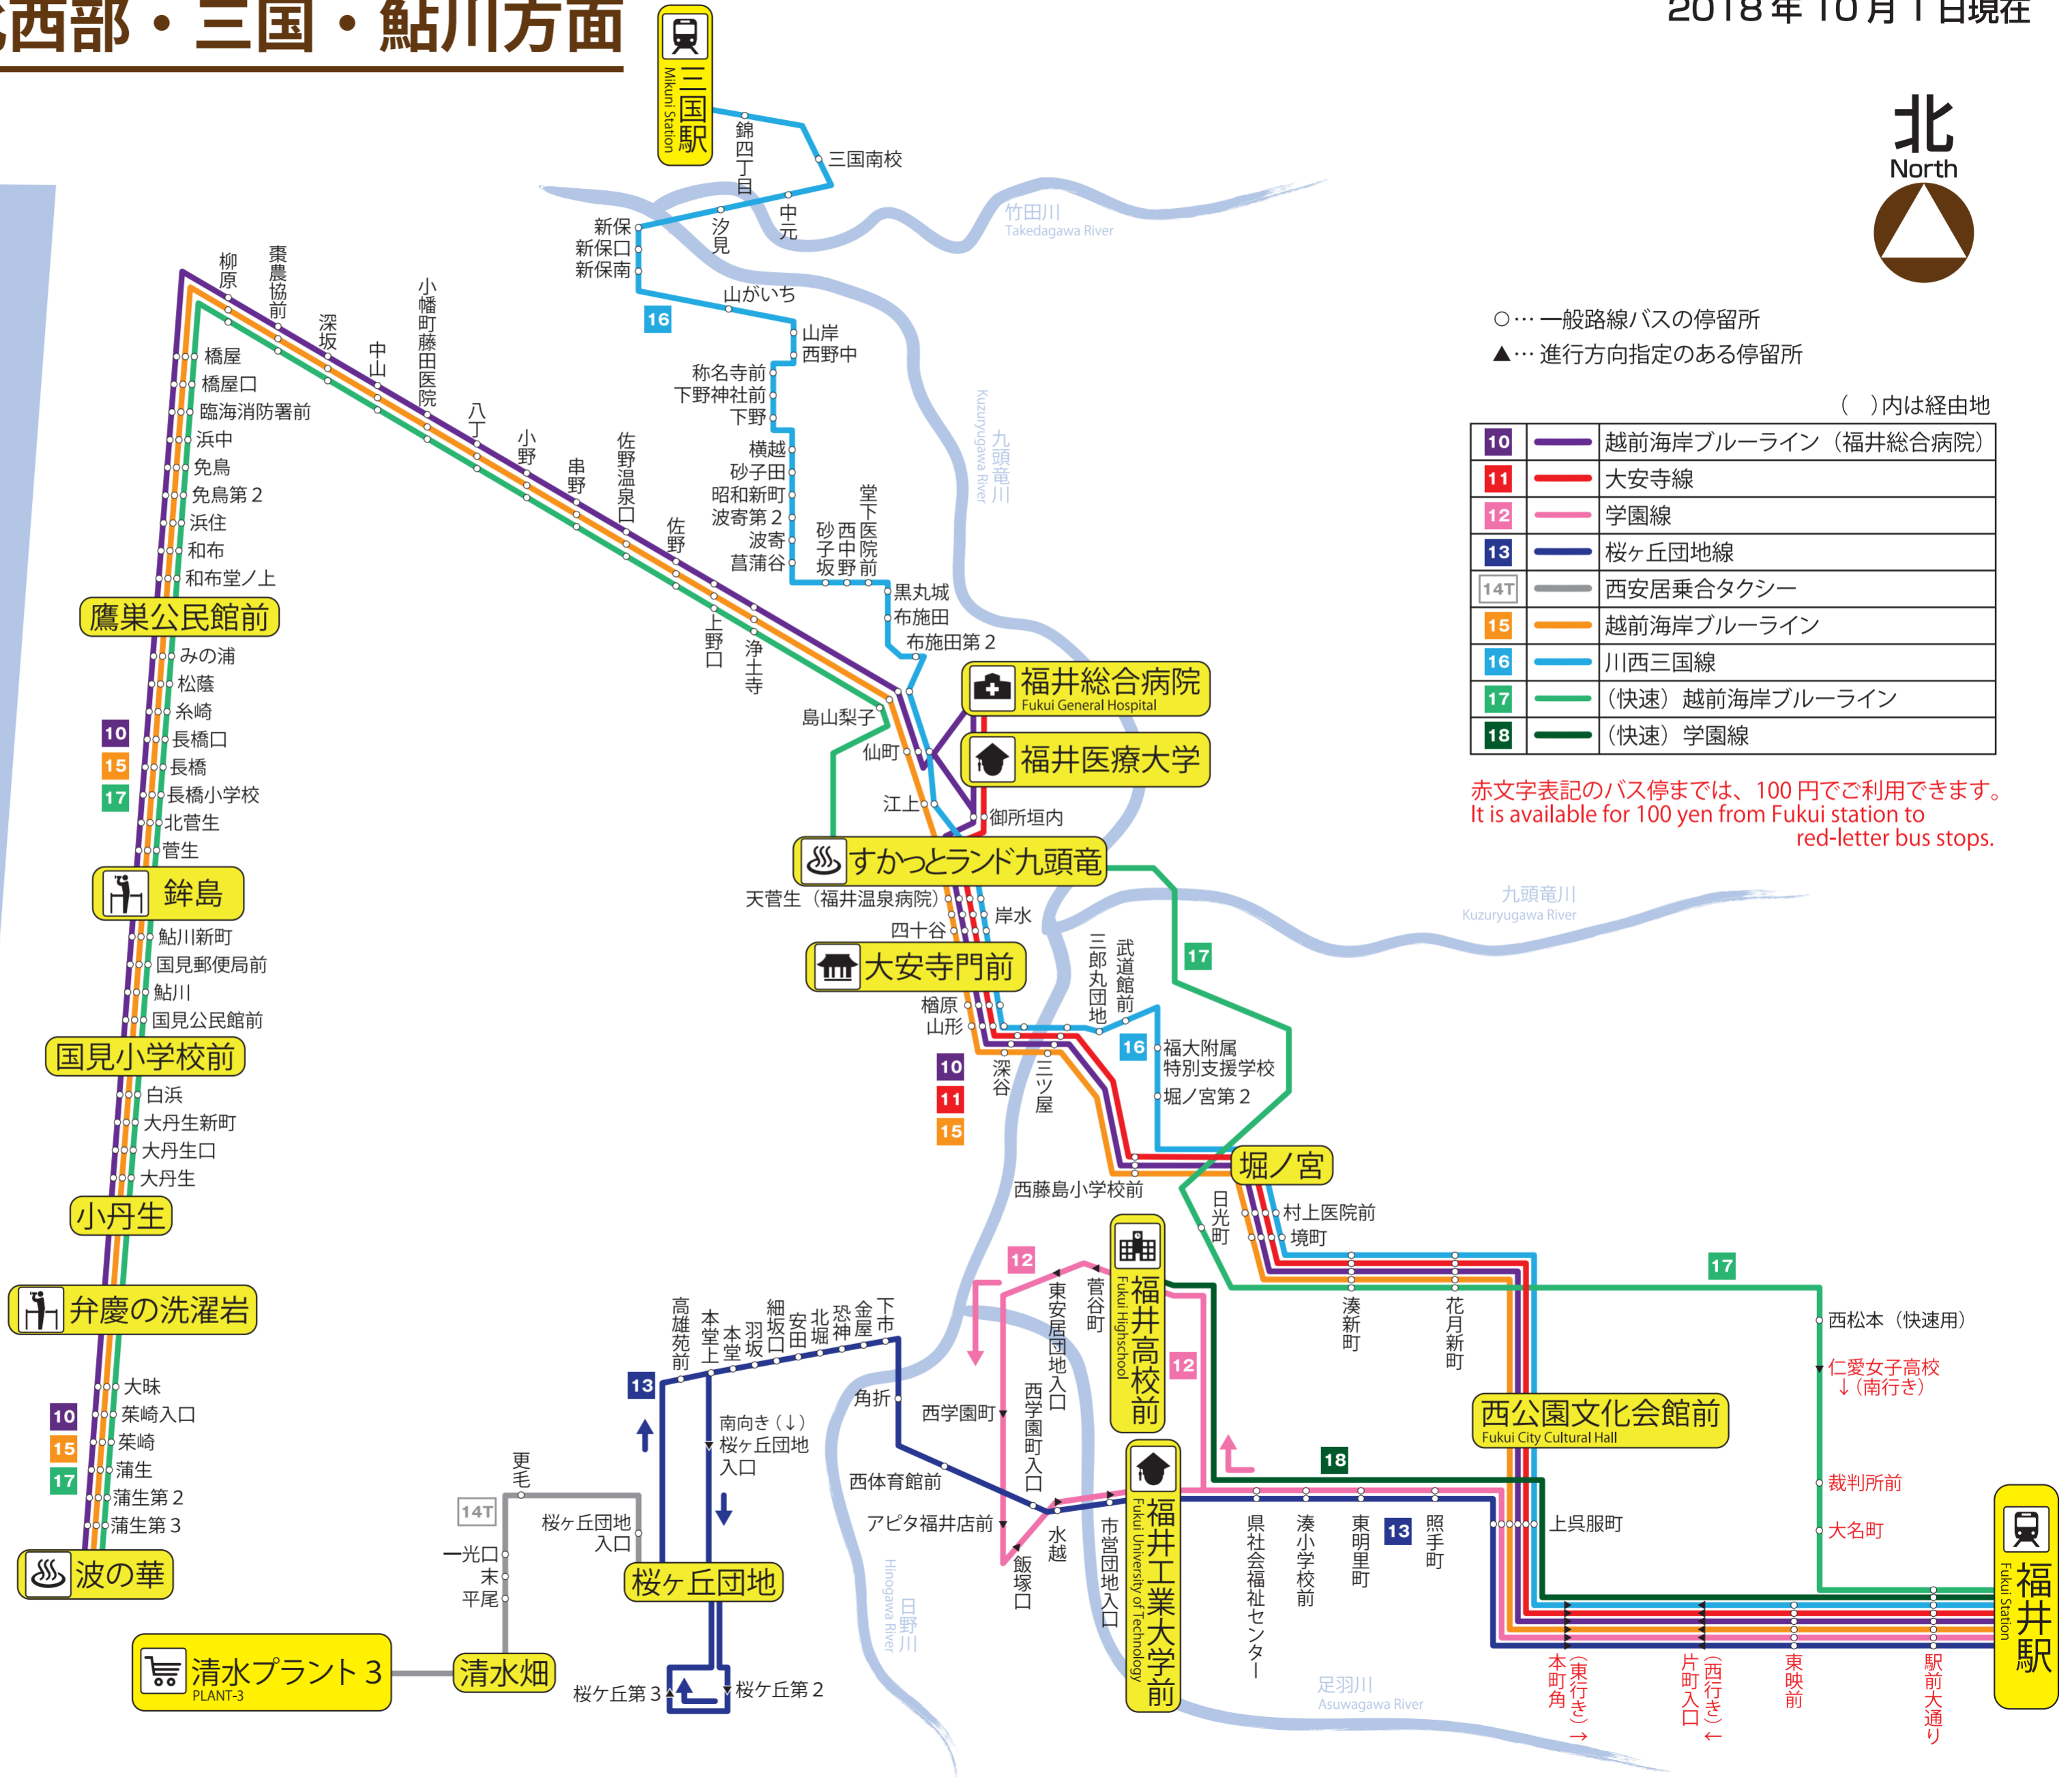 西部・三国・鮎川方面
2018年10月1日現在
北
North
三国駅
Mikuni Station
錦四丁目
三国南校
中元
汐見
新保
新保口
新保南
竹田川
Takedagawa River
16
山がいち
山岸
西野中
称名寺前
下野神社前
下野
横越
砂子田
昭和新町
波寄第2
波寄
菖蒲谷
砂子坂
西中野
堂下医院前
黒丸城
布施田
布施田第2
九頭竜川
Kuzuryugawa River
○…一般路線バスの停留所
▲…進行方向指定のある停留所
(　)内は経由地
10 越前海岸ブルーライン（福井総合病院）
11 大安寺線
12 学園線
13 桜ヶ丘団地線
14T 西安居乗合タクシー
15 越前海岸ブルーライン
16 川西三国線
17 （快速）越前海岸ブルーライン
18 （快速）学園線
赤文字表記のバス停までは、100円でご利用できます。
It is available for 100 yen from Fukui station to
red-letter bus stops.
柳原
棗農協前
深坂
中山
小幡町藤田医院
八丁
小野
串野
佐野温泉口
佐野
上野口
浄土寺
橋屋
橋屋口
臨海消防署前
浜中
免鳥
免鳥第2
浜住
和布
和布堂ノ上
鷹巣公民館前
みの浦
松蔭
糸崎
長橋口
長橋
長橋小学校
北菅生
菅生
10
15
17
鉾島
鮎川新町
国見郵便局前
鮎川
国見公民館前
国見小学校前
白浜
大丹生新町
大丹生口
大丹生
小丹生
弁慶の洗濯岩
大味
茱崎入口
茱崎
蒲生
蒲生第2
蒲生第3
10
15
17
波の華
福井総合病院
Fukui General Hospital
福井医療大学
島山梨子
仙町
江上
御所垣内
すかっとランド九頭竜
天菅生（福井温泉病院）
岸水
四十谷
大安寺門前
楢原
山形
10
11
15
深谷
三ツ屋
三郎丸団地
武道館前
16
福大附属
特別支援学校
堀ノ宮第2
17
九頭竜川
Kuzuryugawa River
西藤島小学校前
堀ノ宮
日光町
村上医院前
境町
湊新町
花月新町
17
西松本（快速用）
仁愛女子高校
↓（南行き）
裁判所前
大名町
西公園文化会館前
Fukui City Cultural Hall
上呉服町
福井高校前
Fukui Highschool
12
菅谷町
東安居団地入口
西学園町
西学園町入口
アピタ福井店前
飯塚口
水越
市営団地入口
12
福井工業大学前
Fukui University of Technology
18
県社会福祉センター
湊小学校前
東明里町
13
照手町
福井駅
Fukui Station
本町角
（東行き）→
片町入口
（西行き）←
東映前
駅前大通り
足羽川
Asuwagawa River
日野川
Hinogawa River
高雄苑前
本堂上
本堂
羽坂
細坂口
安田
北堀
恐神
金屋
下市
角折
西体育館前
13
南向き（↓）
桜ヶ丘団地
入口
更毛
14T
桜ヶ丘団地
入口
一光口
末
平尾
桜ヶ丘団地
桜ケ丘第3
桜ケ丘第2
清水畑
清水プラント3
PLANT-3